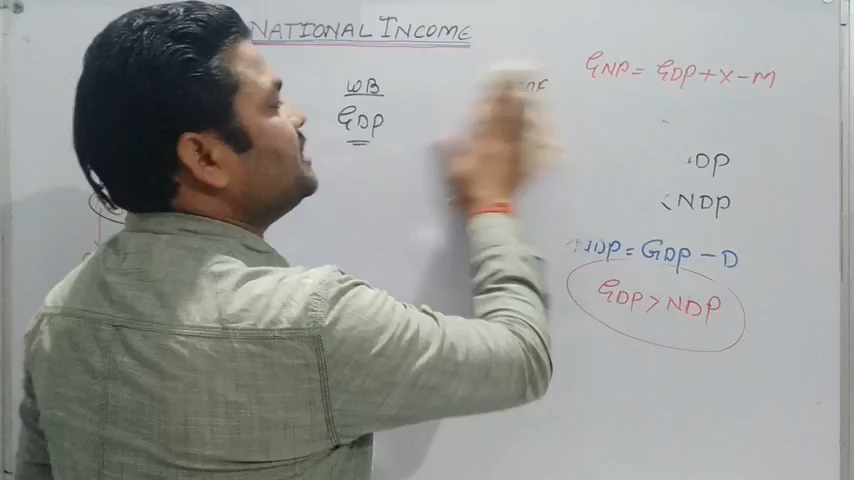 NATIONAL INCOME
WB
GDP
GNP = GDP + X - M
DP
NDP
NDP = GDP - D
GDP > NDP